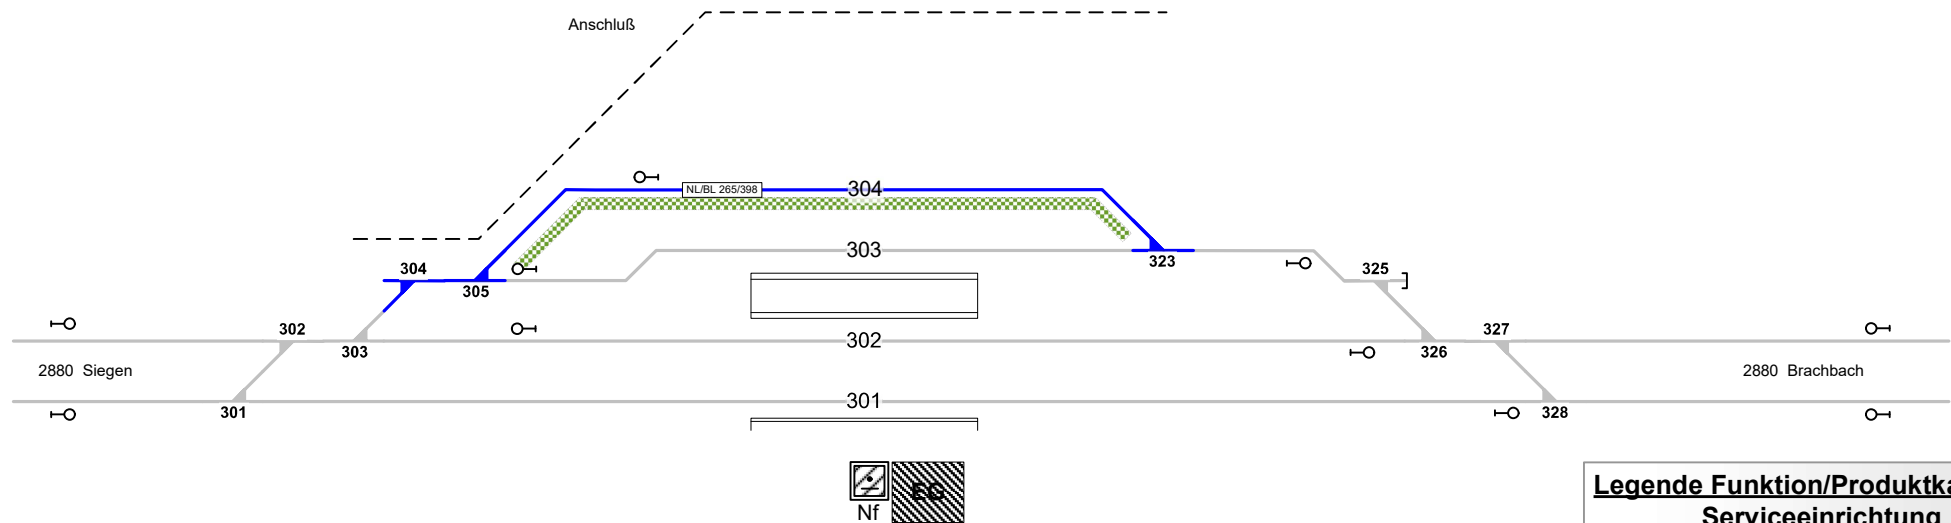 Anschluß
NL/BL 265/398
304
303
304
305
323
325
302
303
302
327
326
2880 Siegen
2880 Brachbach
301
301
328
EG
Nf
Legende Funktion/Produktka
Serviceeinrichtung